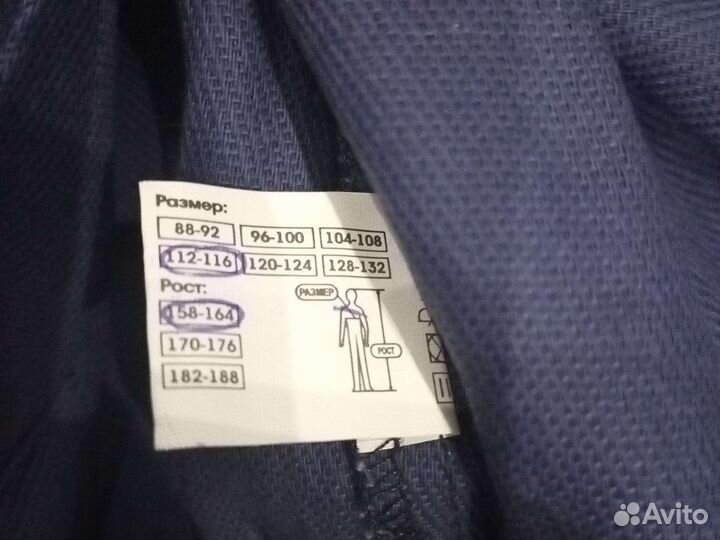 Размер:
88-92 96-100 104-108
112-116 120-124 128-132
Рост:
158-164
170-176
182-188
РАЗМЕР
РОСТ
Avito